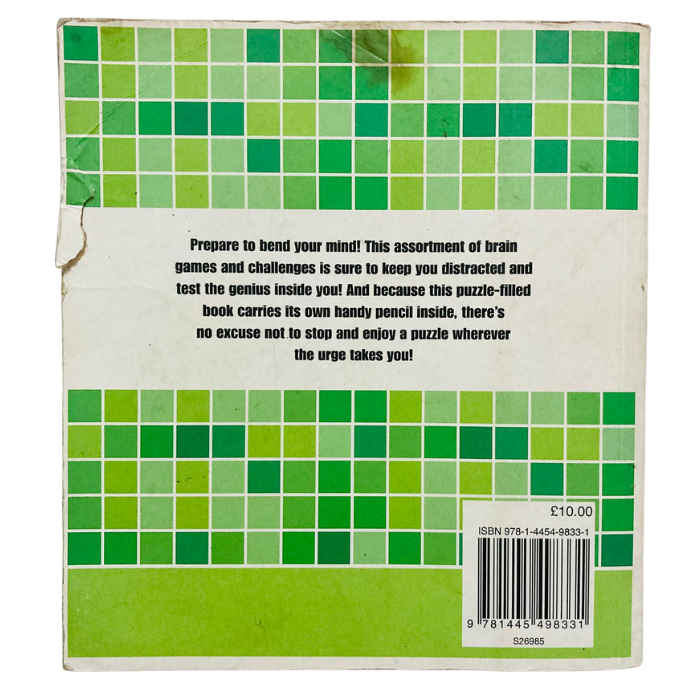 Prepare to bend your mind! This assortment of brain
games and challenges is sure to keep you distracted and
test the genius inside you! And because this puzzle-filled
book carries its own handy pencil inside, there's
no excuse not to stop and enjoy a puzzle wherever
the urge takes you!
£10.00
ISBN 978-1-4454-9833-1
9 781445 498331
S26985